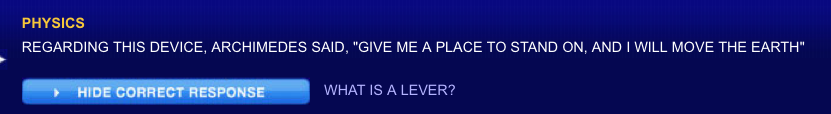 PHYSICS
REGARDING THIS DEVICE, ARCHIMEDES SAID, "GIVE ME A PLACE TO STAND ON, AND I WILL MOVE THE EARTH"
HIDE CORRECT RESPONSE WHAT IS A LEVER?